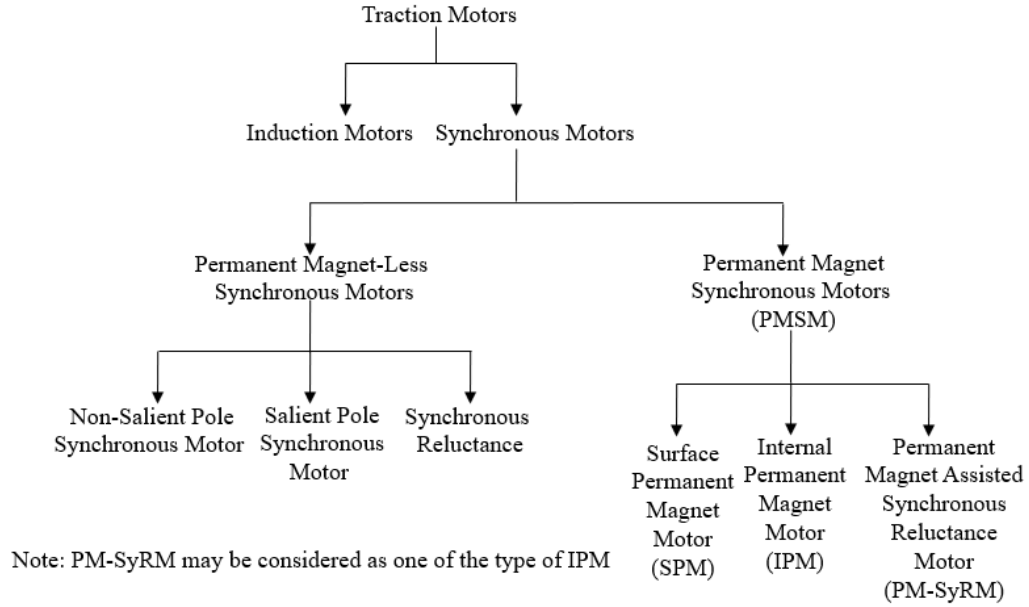 Traction Motors
Induction Motors
Synchronous Motors
Permanent Magnet-Less
Synchronous Motors
Permanent Magnet
Synchronous Motors
(PMSM)
Non-Salient Pole
Synchronous Motor
Salient Pole
Synchronous
Motor
Synchronous
Reluctance
Surface
Permanent
Magnet
Motor
(SPM)
Internal
Permanent
Magnet
Motor
(IPM)
Permanent
Magnet Assisted
Synchronous
Reluctance
Motor
(PM-SyRM)
Note: PM-SyRM may be considered as one of the type of IPM